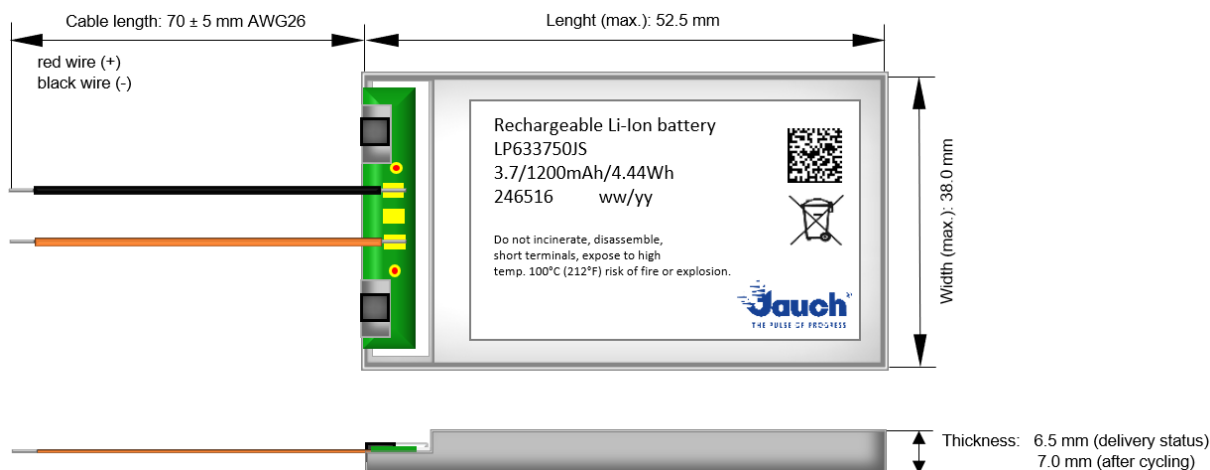 Cable length: 70 ± 5 mm AWG26
Lenght (max.): 52.5 mm
red wire (+)
black wire (-)
Rechargeable Li-Ion battery
LP633750JS
3.7/1200mAh/4.44Wh
246516 ww/yy
Do not incinerate, disassemble,
short terminals, expose to high
temp. 100°C (212°F) risk of fire or explosion.
Jauch
THE PULSE OF PROGRESS
Width (max.): 38.0 mm
Thickness: 6.5 mm (delivery status)
7.0 mm (after cycling)